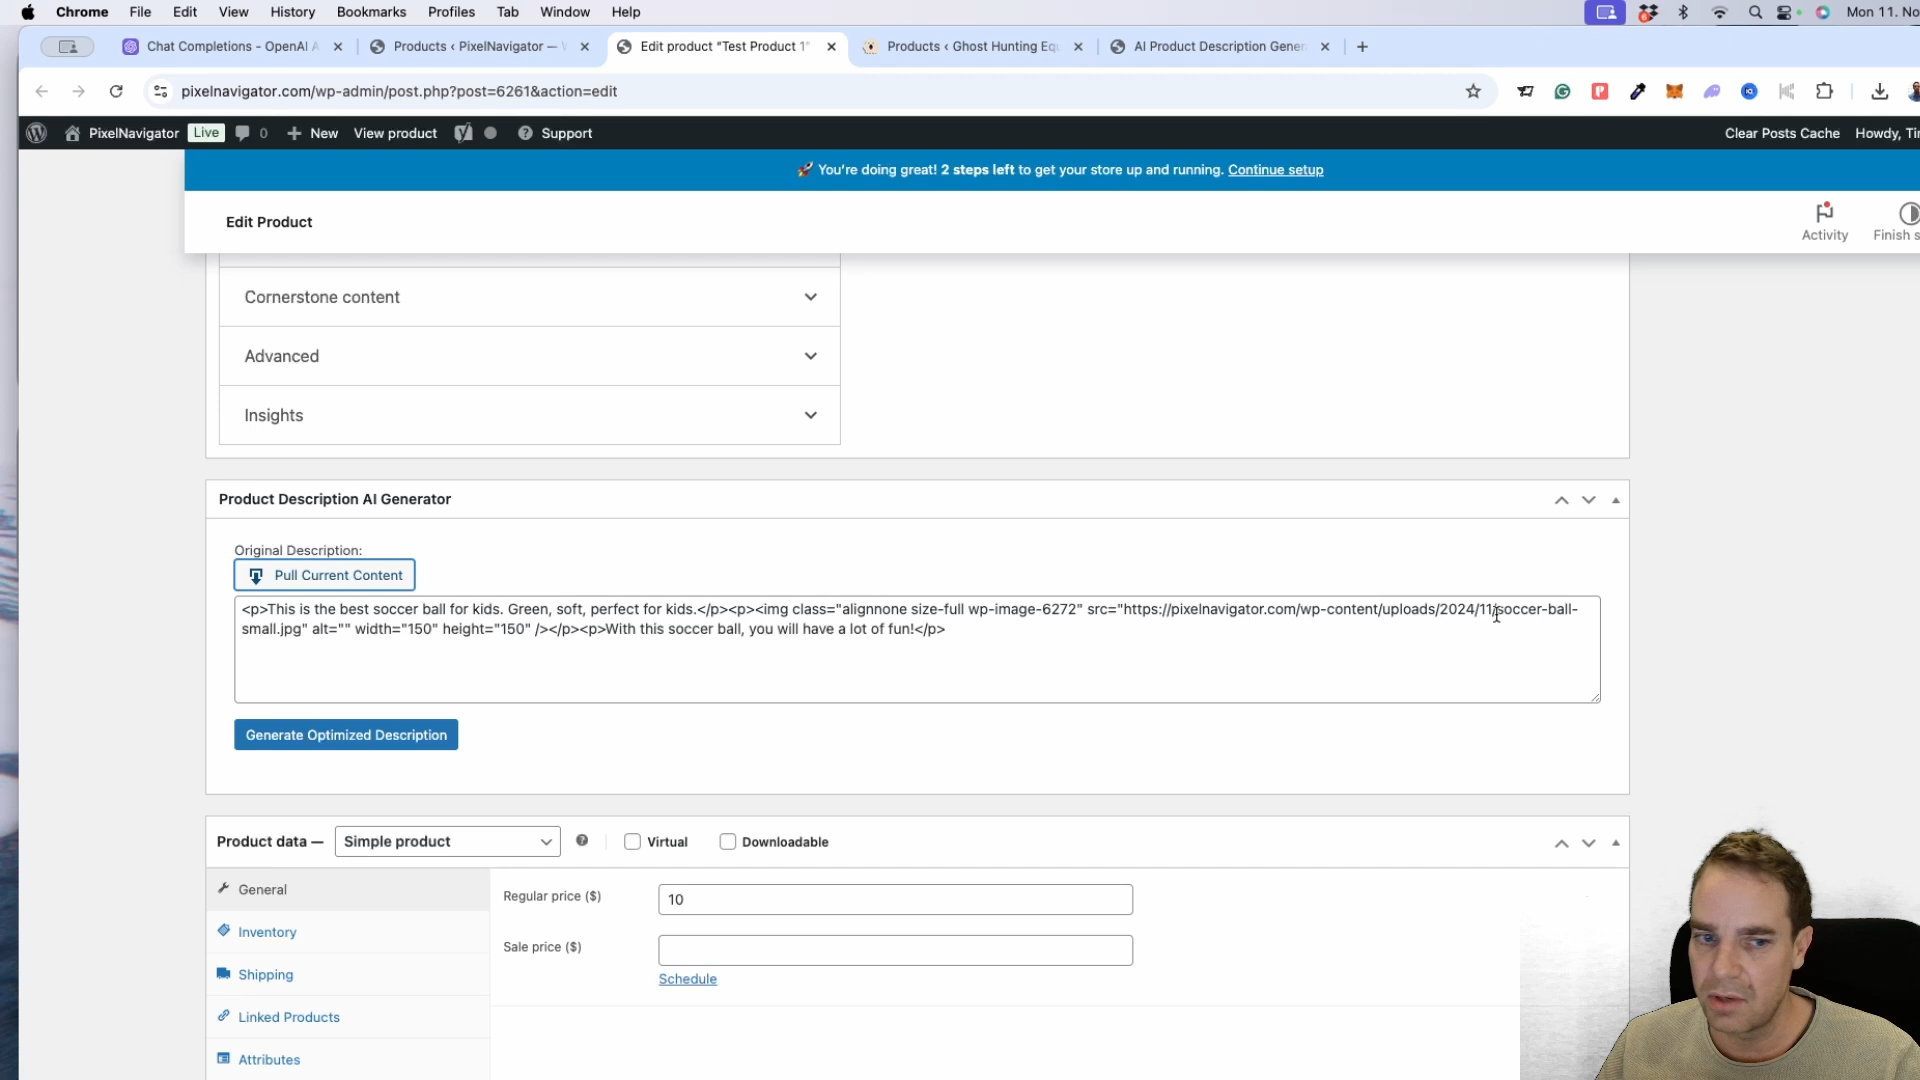 Chrome File Edit View History Bookmarks Profiles Tab Window Help Mon 11. No
Chat Completions - OpenAI A Products ‹ PixelNavigator — Edit product “Test Product 1” Products ‹ Ghost Hunting Equ AI Product Description Gener
pixelnavigator.com/wp-admin/post.php?post=6261&action=edit
PixelNavigator Live 0 New View product Support Clear Posts Cache Howdy, Tin
🚀 You’re doing great! 2 steps left to get your store up and running. Continue setup
Edit Product
Activity Finish s
Cornerstone content
Advanced
Insights
Product Description AI Generator
Original Description:
Pull Current Content
<p>This is the best soccer ball for kids. Green, soft, perfect for kids.</p><p><img class="alignnone size-full wp-image-6272" src="https://pixelnavigator.com/wp-content/uploads/2024/11/soccer-ball-
small.jpg" alt="" width="150" height="150" /></p><p>With this soccer ball, you will have a lot of fun!</p>
Generate Optimized Description
Product data — Simple product Virtual Downloadable
General
Regular price ($) 10
Inventory
Sale price ($)
Shipping
Schedule
Linked Products
Attributes